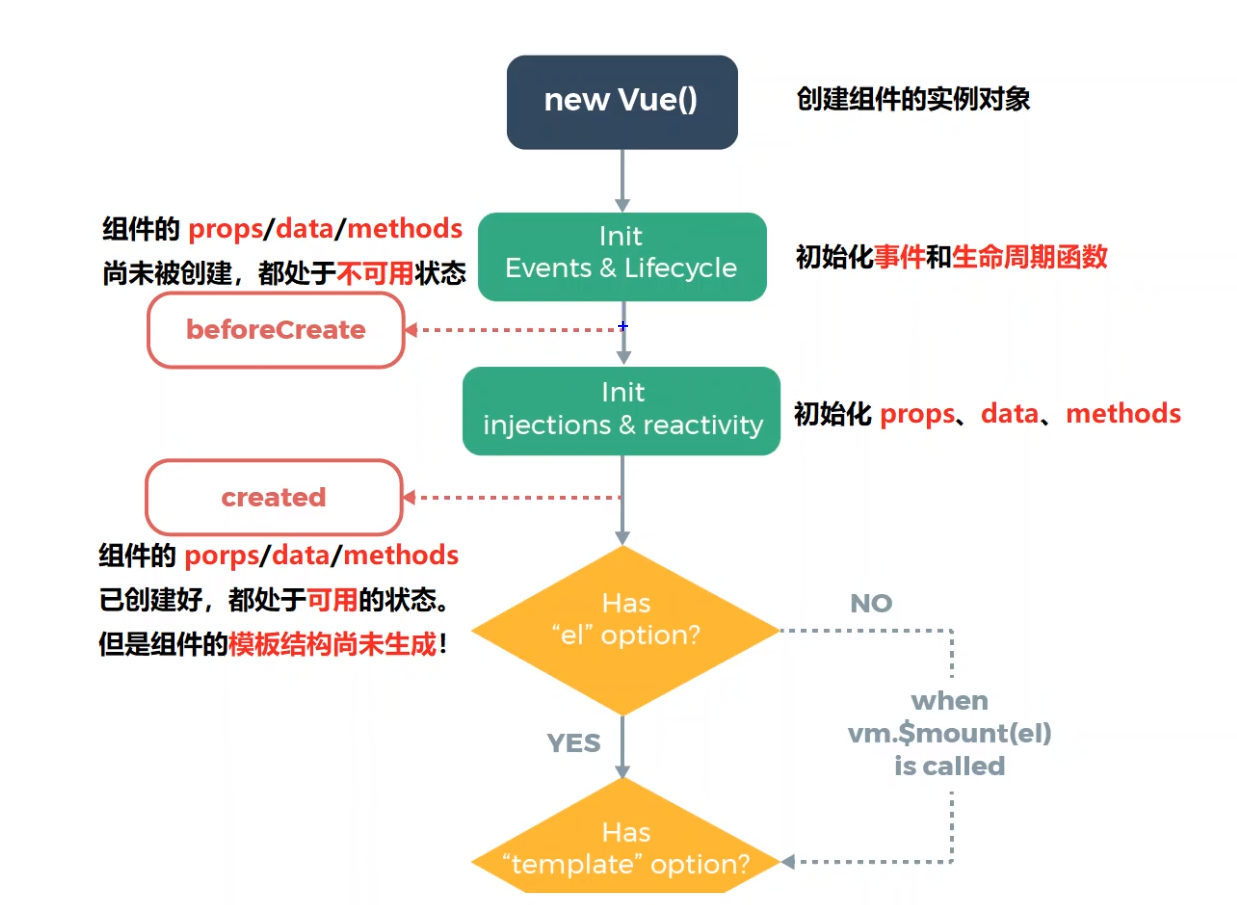 new Vue()
创建组件的实例对象
组件的 props/data/methods
尚未被创建，都处于不可用状态
Init
Events & Lifecycle
初始化事件和生命周期函数
beforeCreate
Init
injections & reactivity
初始化 props、data、methods
created
组件的 porps/data/methods
已创建好，都处于可用的状态。
但是组件的模板结构尚未生成！
Has
“el” option?
NO
when
vm.$mount(el)
is called
YES
Has
“template” option?